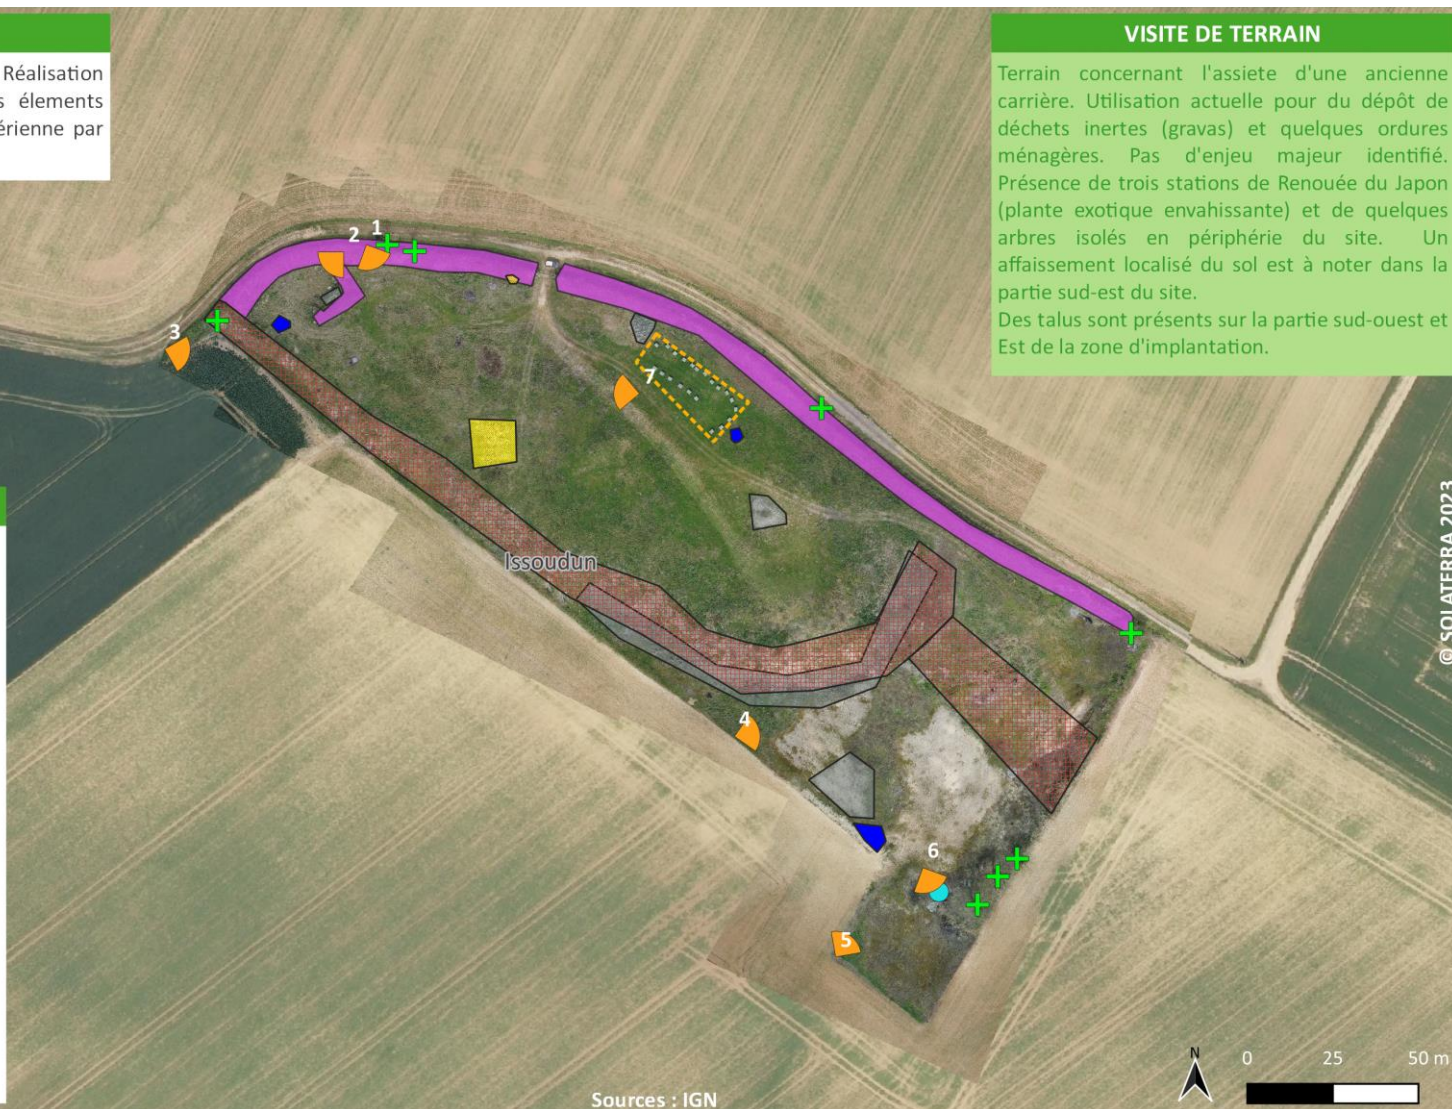 Réalisation
s élements
érienne par
VISITE DE TERRAIN
Terrain concernant l'assiete d'une ancienne
carrière. Utilisation actuelle pour du dépôt de
déchets inertes (gravas) et quelques ordures
ménagères. Pas d'enjeu majeur identifié.
Présence de trois stations de Renouée du Japon
(plante exotique envahissante) et de quelques
arbres isolés en périphérie du site. Un
affaissement localisé du sol est à noter dans la
partie sud-est du site.
Des talus sont présents sur la partie sud-ouest et
Est de la zone d'implantation.
1
2
3
7
Issoudun
4
6
5
© SOLATERRA 2023
N
0 25 50 m
Sources : IGN